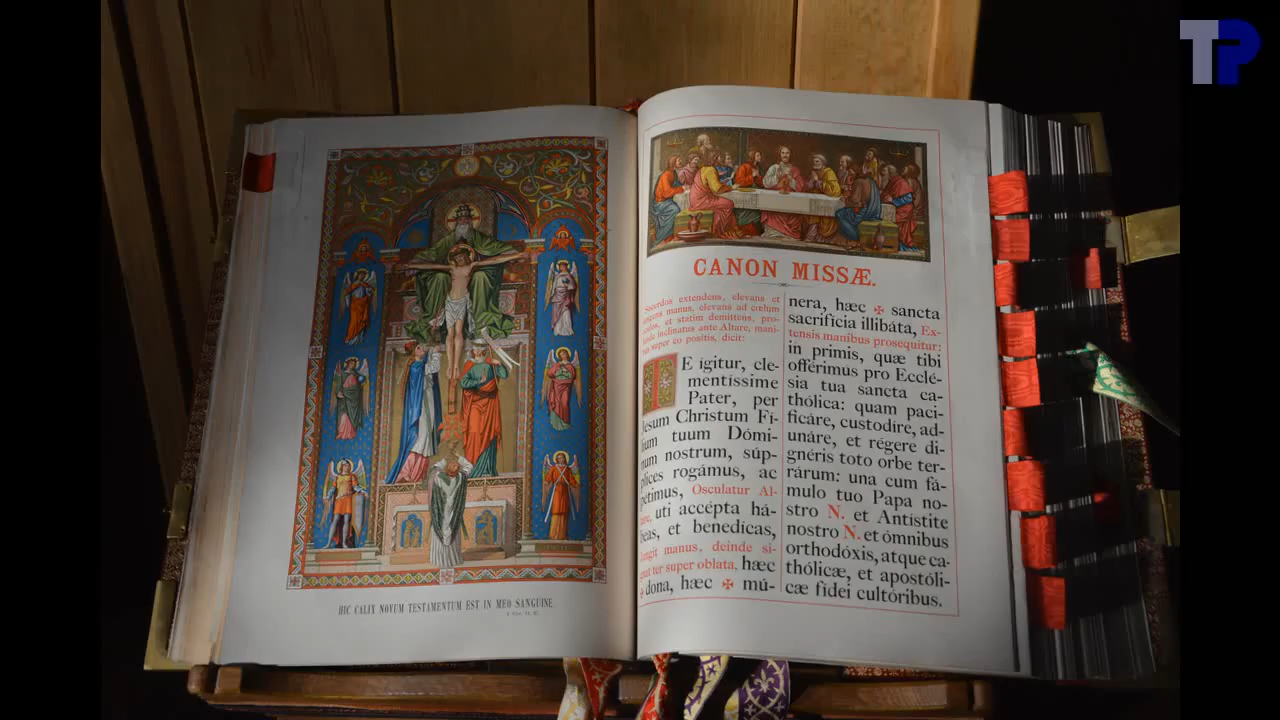 TP
HIC CALIX NOVUM TESTAMENTUM EST IN MEO SANGUINE
CANON MISSÆ.
Sacerdos extendens, elevans et
jungens manus, elevans ad cœlum
oculos, et statim demittens, pro-
funde inclinatus ante Altare, mani-
bus super eo positis, dicit:
TE ígitur, cle-
mentíssime
Pater, per
Jesum Christum Fí-
lium tuum Dómi-
num nostrum, súp-
plices rogámus, ac
pétimus, Osculatur Al-
tare, uti accépta há-
beas, et benedícas,
Jungit manus, deinde si-
gnat ter super oblata. hæc
✠ dona, hæc ✠ mú-
nera, hæc ✠ sancta
sacrifícia illibáta, Ex-
tensis manibus prosequitur:
in primis, quæ tibi
offérimus pro Ecclé-
sia tua sancta ca-
thólica: quam paci-
ficáre, custodíre, ad-
unáre, et régere di-
gnéris toto orbe ter-
rárum: una cum fá-
mulo tuo Papa no-
stro N. et Antístite
nostro N. et ómnibus
orthodóxis, atque ca-
thólicæ, et apostóli-
cæ fídei cultóribus.